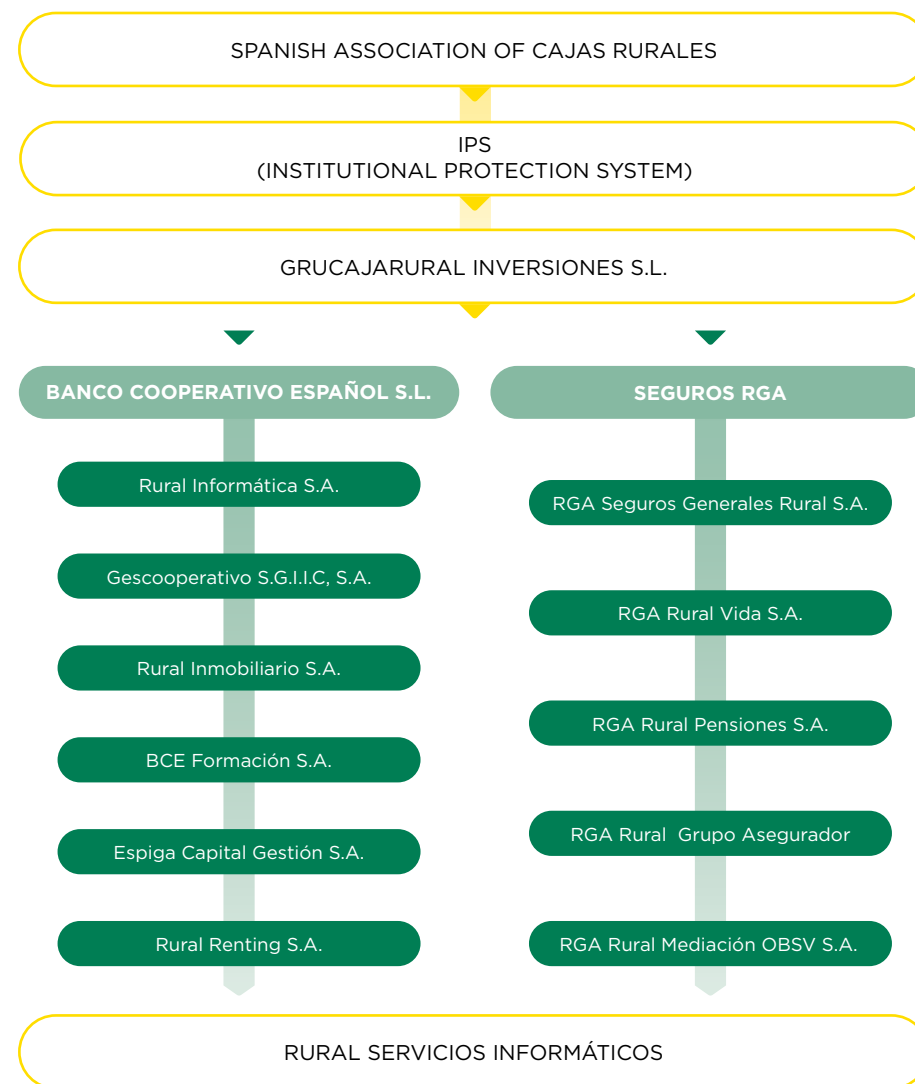 SPANISH ASSOCIATION OF CAJAS RURALES
IPS
(INSTITUTIONAL PROTECTION SYSTEM)
GRUCAJARURAL INVERSIONES S.L.
BANCO COOPERATIVO ESPAÑOL S.L.
Rural Informática S.A.
Gescooperativo S.G.I.I.C, S.A.
Rural Inmobiliario S.A.
BCE Formación S.A.
Espiga Capital Gestión S.A.
Rural Renting S.A.
SEGUROS RGA
RGA Seguros Generales Rural S.A.
RGA Rural Vida S.A.
RGA Rural Pensiones S.A.
RGA Rural  Grupo Asegurador
RGA Rural Mediación OBSV S.A.
RURAL SERVICIOS INFORMÁTICOS